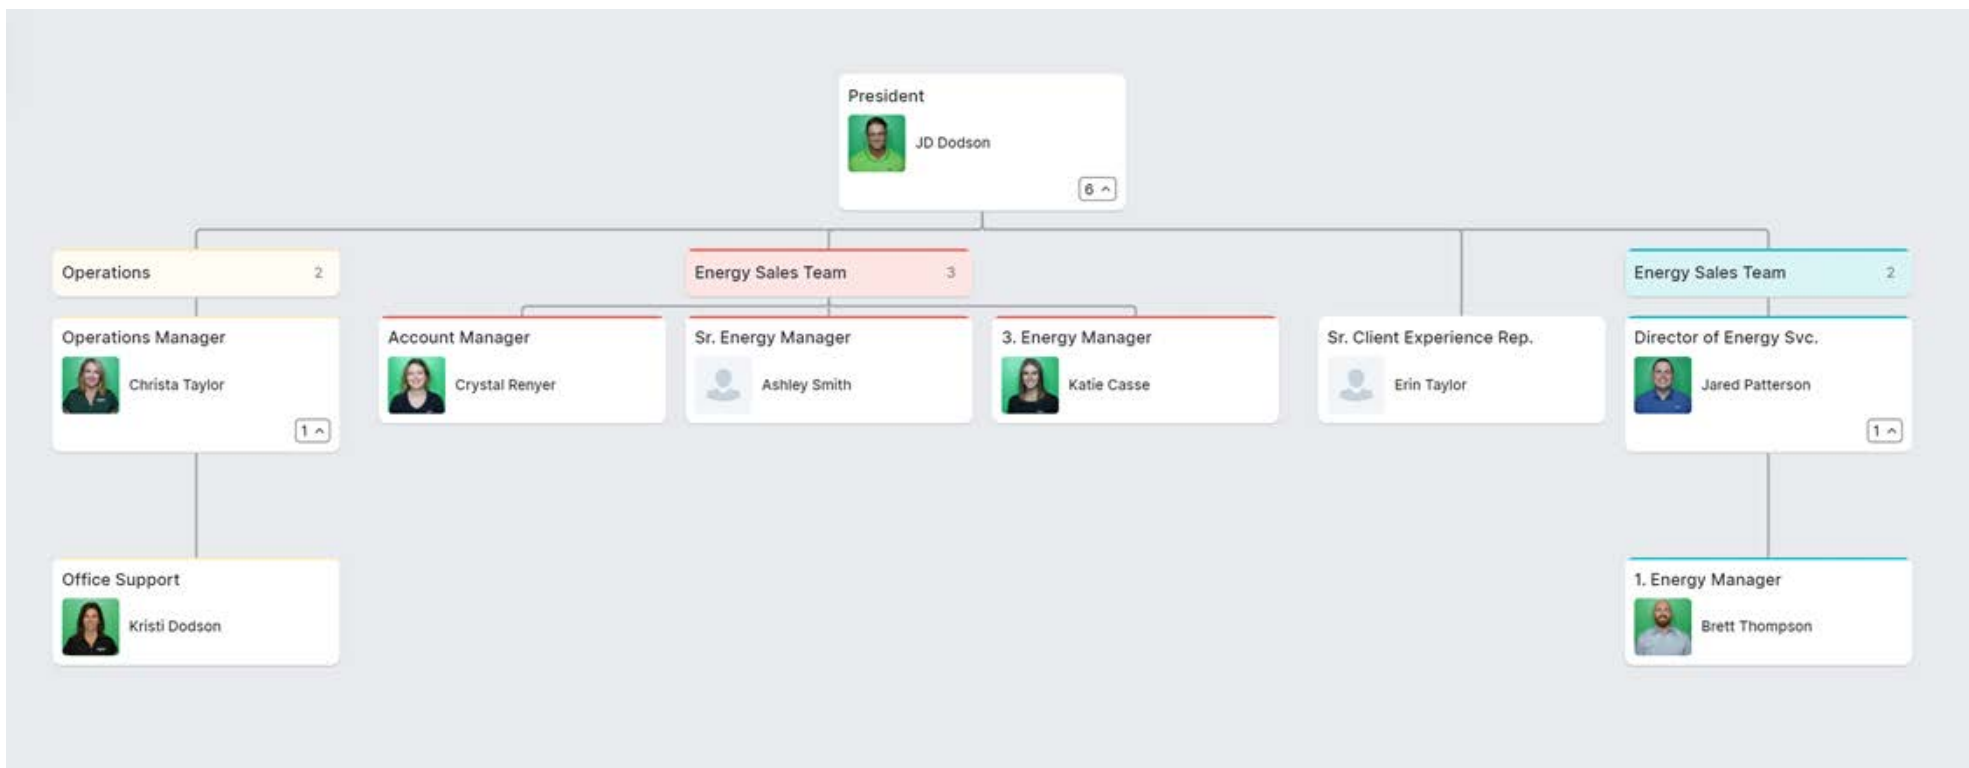 President
JD Dodson
6
Operations 2
Energy Sales Team 3
Energy Sales Team 2
Operations Manager
Christa Taylor
1
Account Manager
Crystal Renyer
Sr. Energy Manager
Ashley Smith
3. Energy Manager
Katie Casse
Sr. Client Experience Rep.
Erin Taylor
Director of Energy Svc.
Jared Patterson
1
Office Support
Kristi Dodson
1. Energy Manager
Brett Thompson